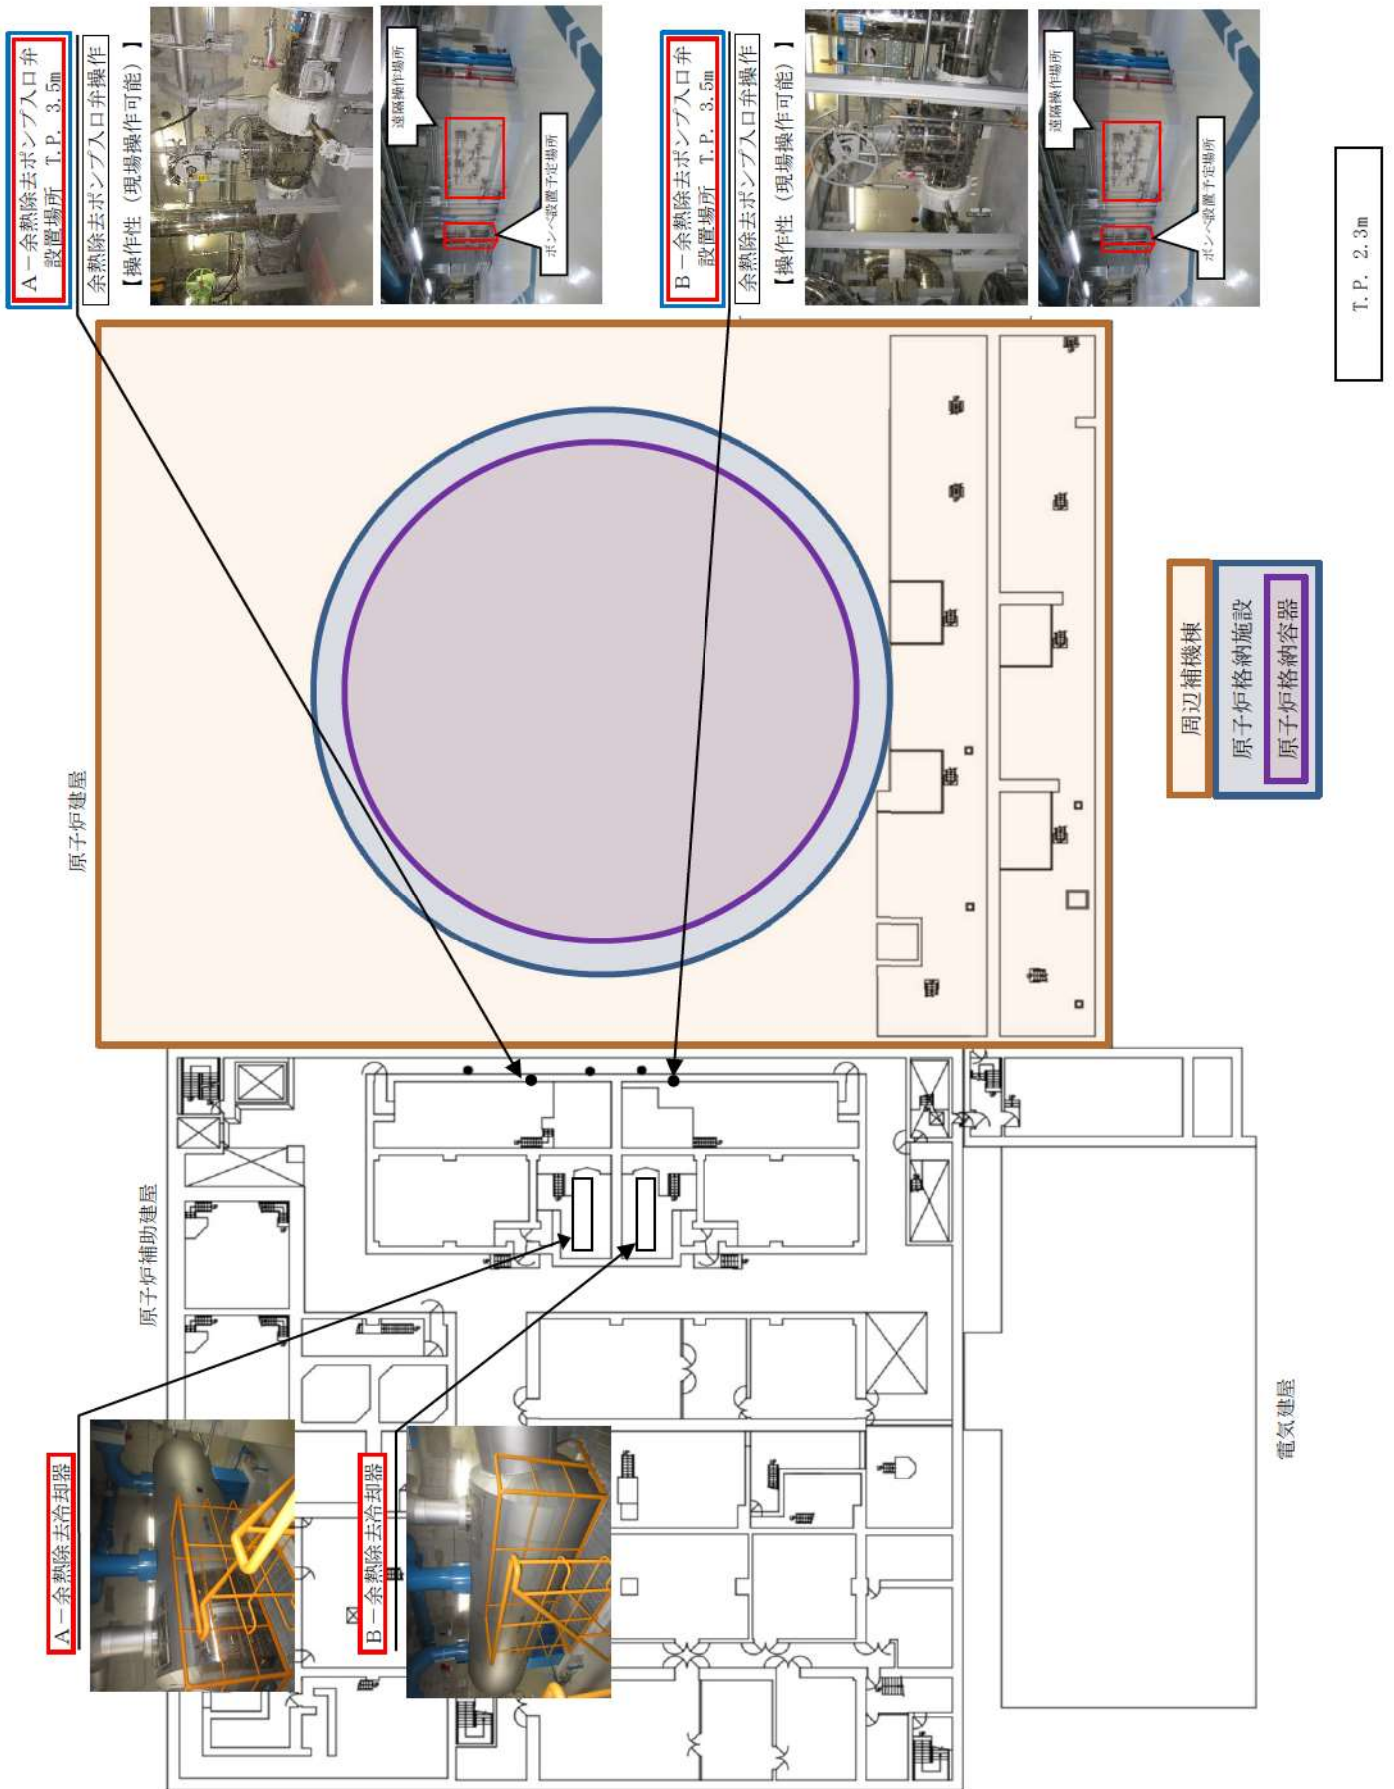 A－余熱除去ポンプ入口弁
設置場所 T.P. 3.5m
余熱除去ポンプ入口弁操作
【操作性（現場操作可能）】
遠隔操作場所
ボンベ設置予定場所
B－余熱除去ポンプ入口弁
設置場所 T.P. 3.5m
余熱除去ポンプ入口弁操作
【操作性（現場操作可能）】
遠隔操作場所
ボンベ設置予定場所
原子炉建屋
原子炉補助建屋
電気建屋
A－余熱除去冷却器
B－余熱除去冷却器
周辺補機棟
原子炉格納施設
原子炉格納容器
T.P. 2.3m